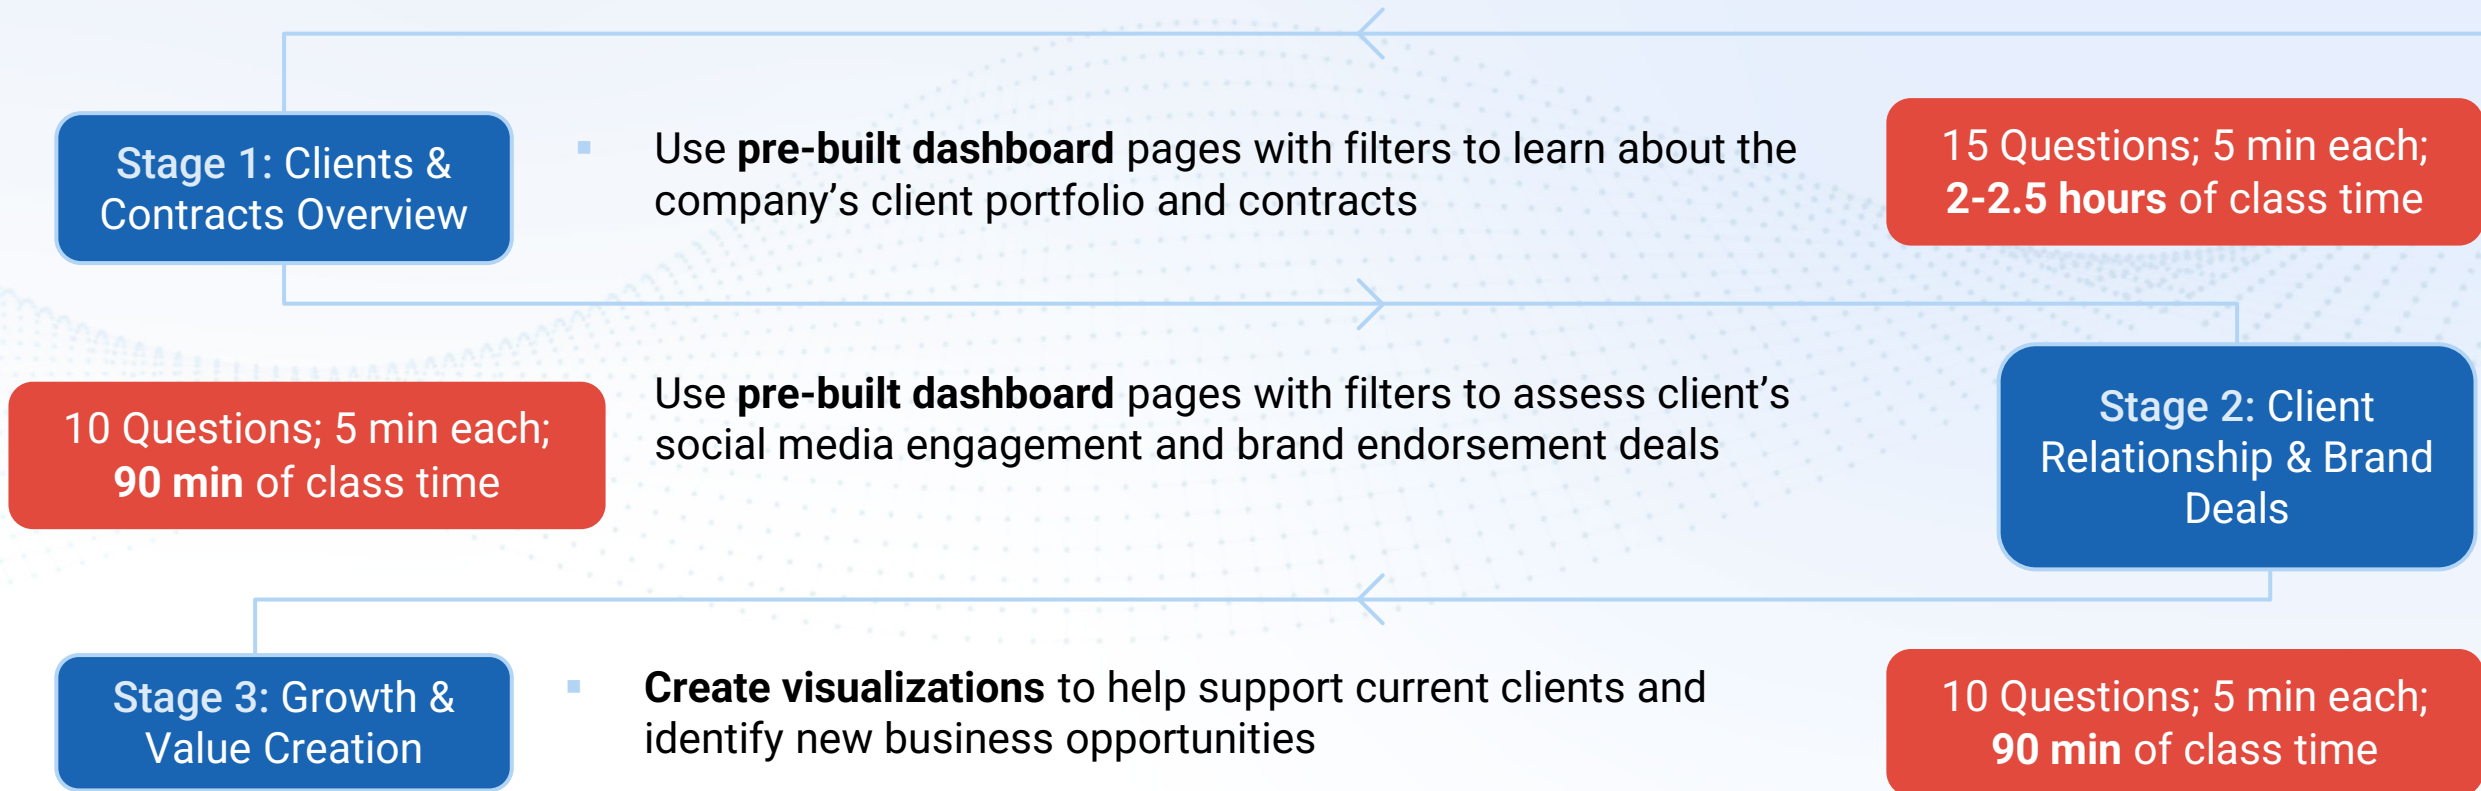 Stage 1: Clients &
Contracts Overview
▪ Use pre-built dashboard pages with filters to learn about the
company’s client portfolio and contracts
15 Questions; 5 min each;
2-2.5 hours of class time
10 Questions; 5 min each;
90 min of class time
Use pre-built dashboard pages with filters to assess client’s
social media engagement and brand endorsement deals
Stage 2: Client
Relationship & Brand
Deals
Stage 3: Growth &
Value Creation
▪ Create visualizations to help support current clients and
identify new business opportunities
10 Questions; 5 min each;
90 min of class time